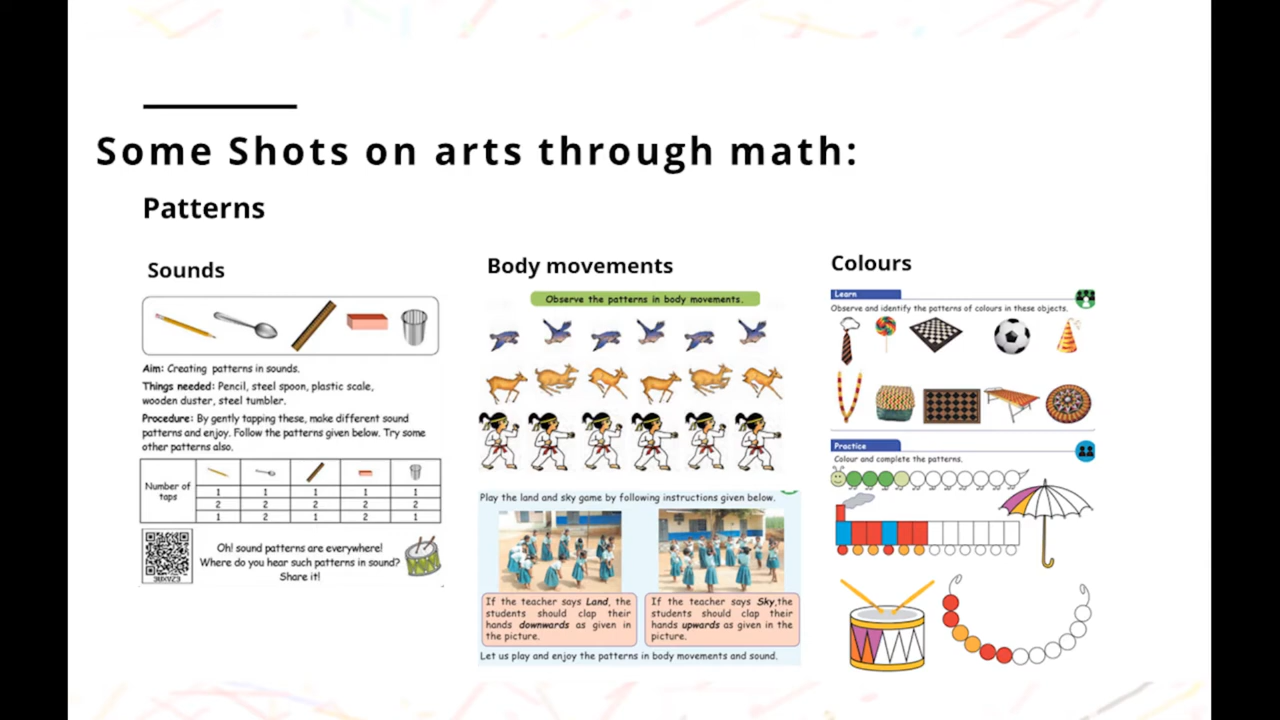 Some Shots on arts through math:
Patterns
Sounds
Aim: Creating patterns in sounds.
Things needed: Pencil, steel spoon, plastic scale,
wooden duster, steel tumbler.
Procedure: By gently tapping these, make different sound
patterns and enjoy. Follow the patterns given below. Try some
other patterns also.
Number of
taps
1 1 1 1 1
2 2 2 2 2
1 2 1 2 1
Oh! sound patterns are everywhere!
Where do you hear such patterns in sound?
Share it!
Body movements
Observe the patterns in body movements.
Play the land and sky game by following instructions given below.
If the teacher says Land, the
students should clap their
hands downwards as given in
the picture.
If the teacher says Sky,the
students should clap their
hands upwards as given in the
picture.
Let us play and enjoy the patterns in body movements and sound.
Colours
Learn
Observe and identify the patterns of colours in these objects.
Practice
Colour and complete the patterns.